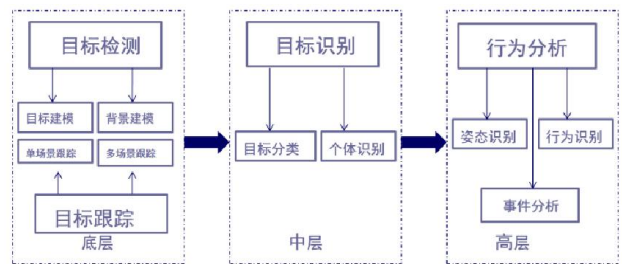 目标检测
目标建模
背景建模
单场景跟踪
多场景跟踪
目标跟踪
底层
目标识别
目标分类
个体识别
中层
行为分析
姿态识别
行为识别
事件分析
高层